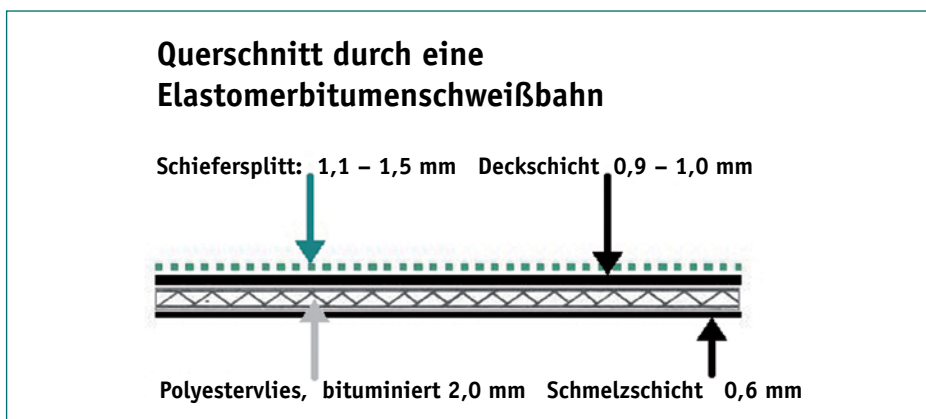 Querschnitt durch eine
Elastomerbitumenschweißbahn
Schiefersplitt: 1,1 – 1,5 mm Deckschicht 0,9 – 1,0 mm
Polyestervlies, bituminiert 2,0 mm Schmelzschicht 0,6 mm